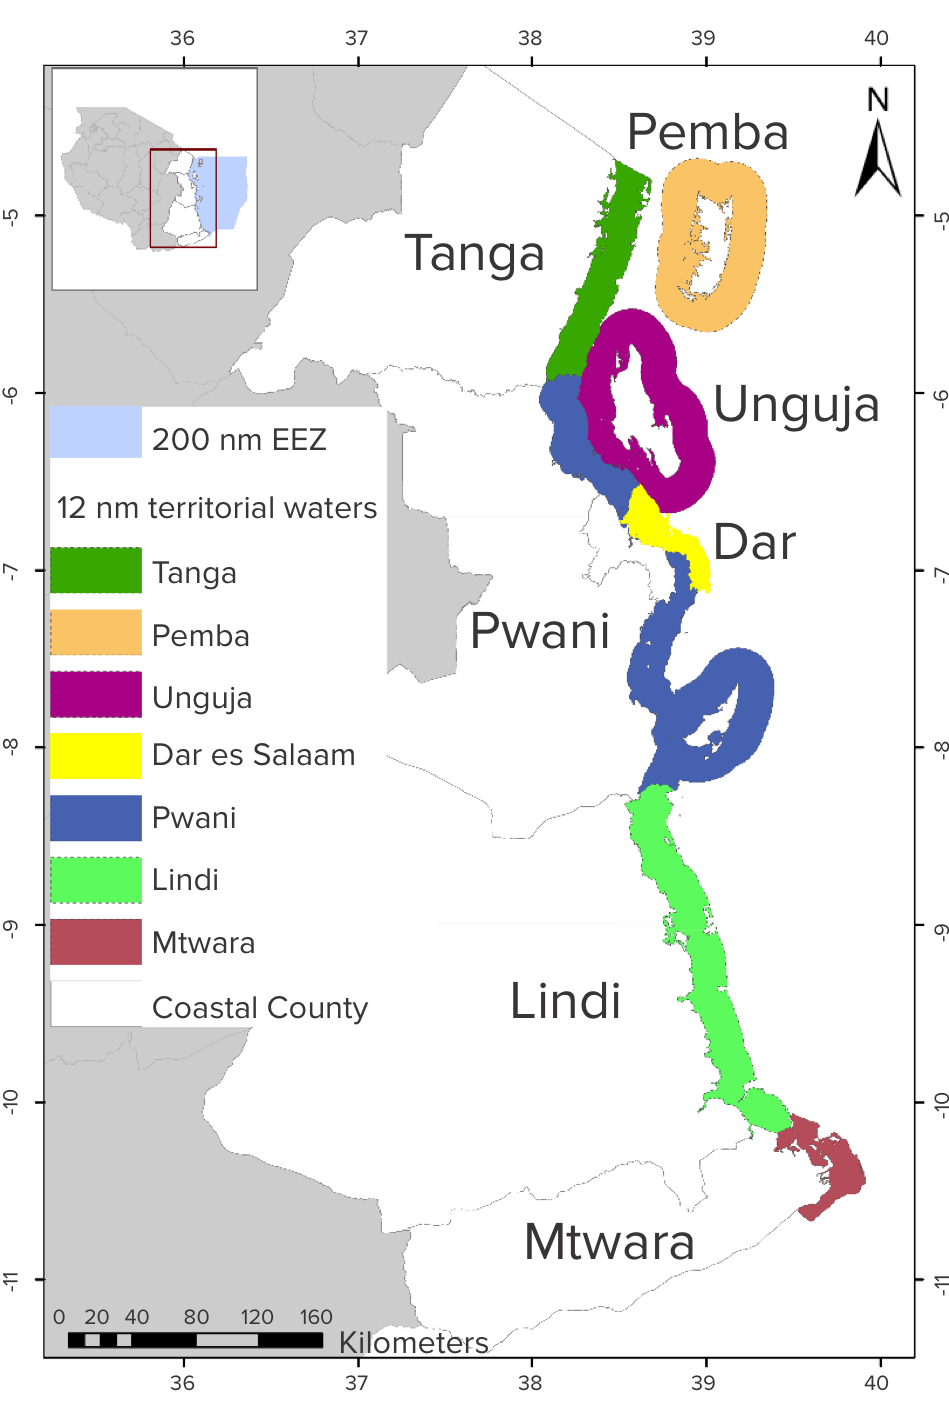 36 37 38 39 40
N
Pemba
-5 -5
Tanga
-6 -6
Unguja
200 nm EEZ
12 nm territorial waters
Dar
-7 -7
Tanga
Pwani
Pemba
Unguja
-8 -8
Dar es Salaam
Pwani
Lindi
-9 -9
Mtwara
Lindi
Coastal County
-10 -10
Mtwara
-11 -11
0 20 40 80 120 160
Kilometers
36 37 38 39 40